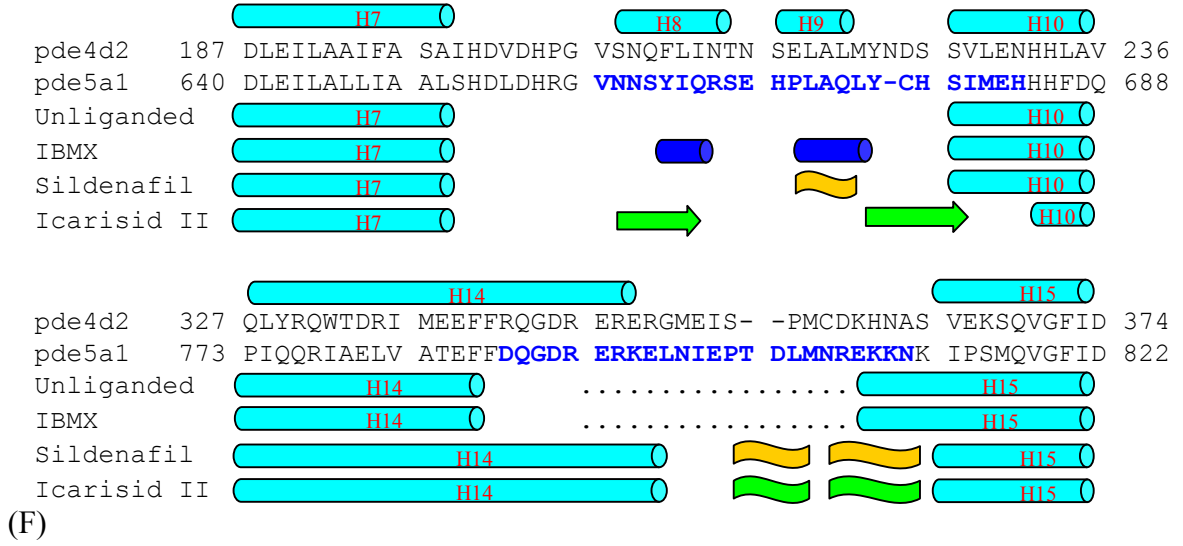 H7 H8 H9 H10
pde4d2 187 DLEILAAIFA SAIHDVDHPG VSNQFLINTN SELALMYNDS SVLENHHLAV 236
pde5a1 640 DLEILALLIA ALSHDLDHRG VNNSYIQRSE HPLAQLY-CH SIMEHHHFDQ 688
Unliganded H7 H10
IBMX H7 H10
Sildenafil H7 H10
Icarisid II H7 H10
H14 H15
pde4d2 327 QLYRQWTDRI MEEFFRQGDR ERERGMEIS- -PMCDKHNAS VEKSQVGFID 374
pde5a1 773 PIQQRIAELV ATEFFDQGDR ERKELNIEPT DLMNREKKNK IPSMQVGFID 822
Unliganded H14 .................. H15
IBMX H14 .................. H15
Sildenafil H14 H15
Icarisid II H14 H15
(F)